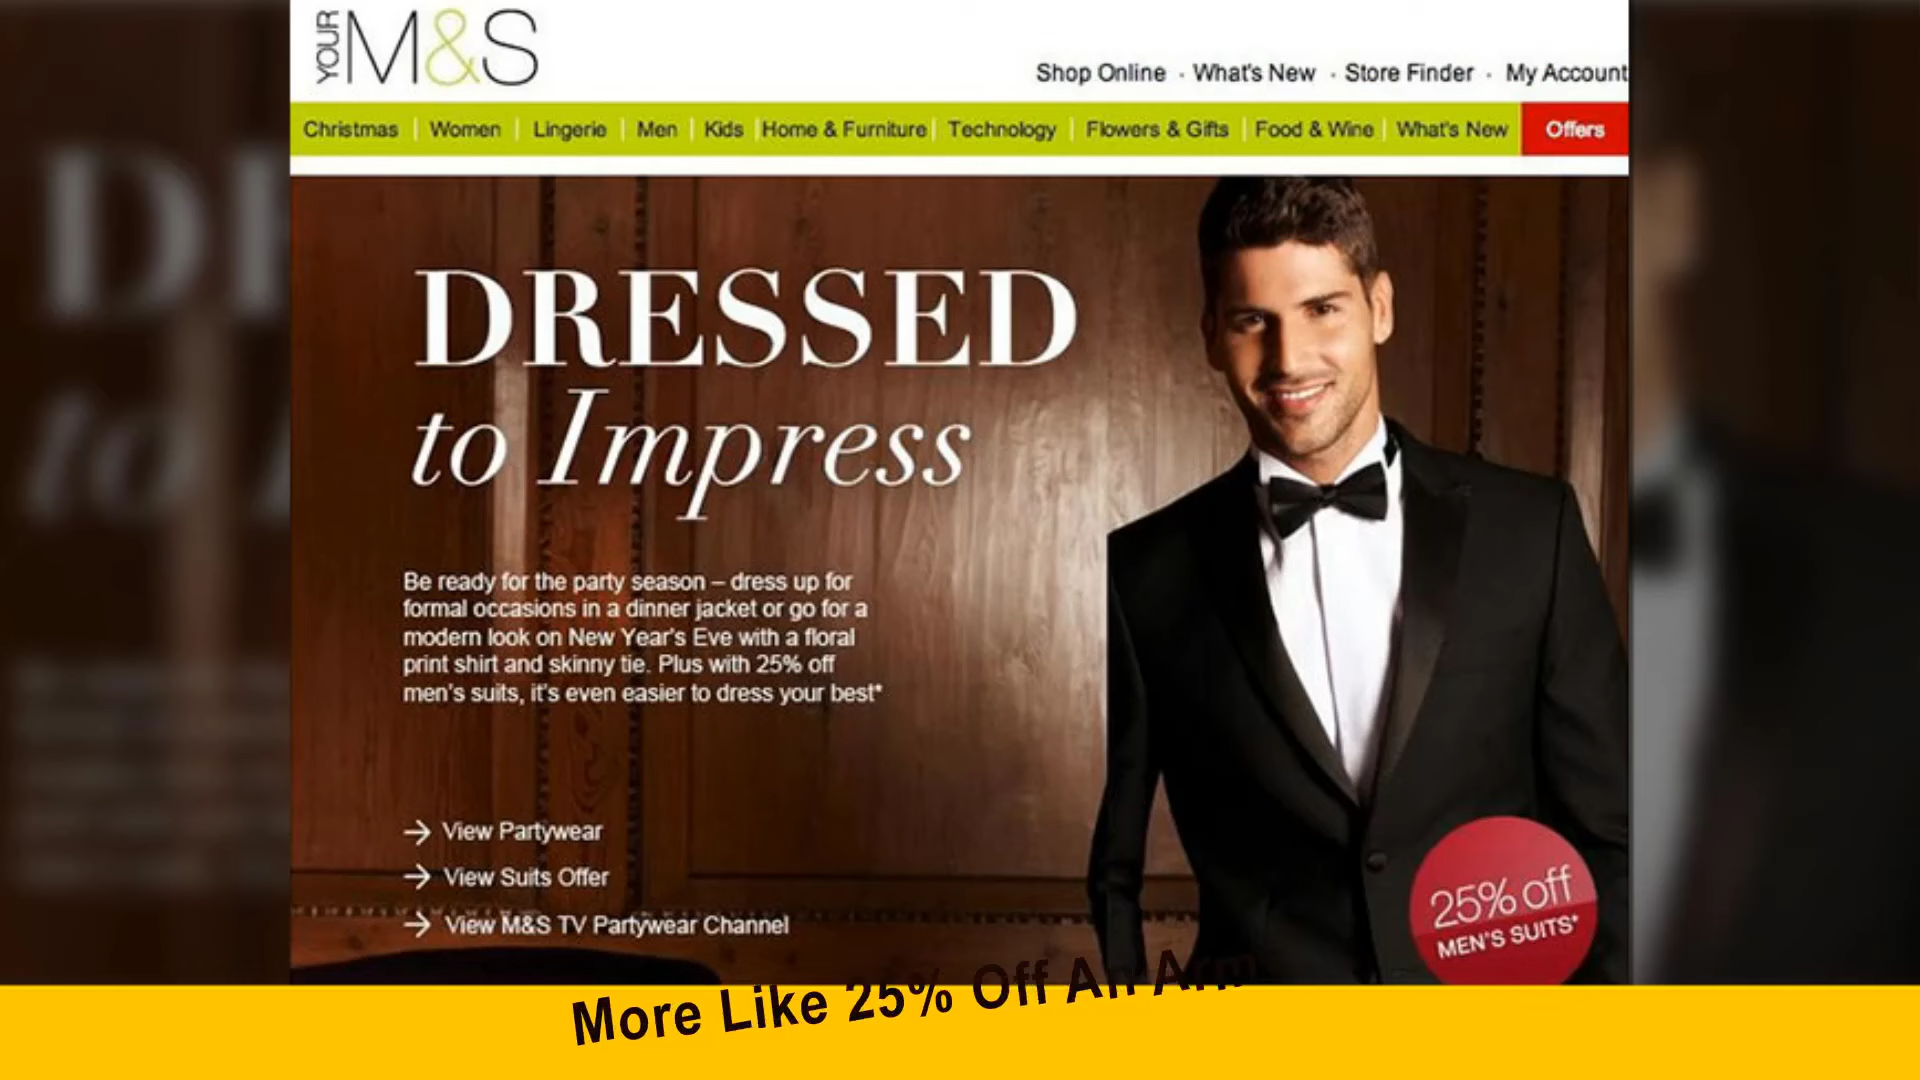 YOUR M&S
Shop Online · What's New · Store Finder · My Account
Christmas | Women | Lingerie | Men | Kids | Home & Furniture | Technology | Flowers & Gifts | Food & Wine | What's New Offers
DRESSED
to Impress
Be ready for the party season – dress up for
formal occasions in a dinner jacket or go for a
modern look on New Year's Eve with a floral
print shirt and skinny tie. Plus with 25% off
men's suits, it's even easier to dress your best*
→ View Partywear
→ View Suits Offer
→ View M&S TV Partywear Channel
25% off
MEN'S SUITS*
More Like 25% Off An Arm